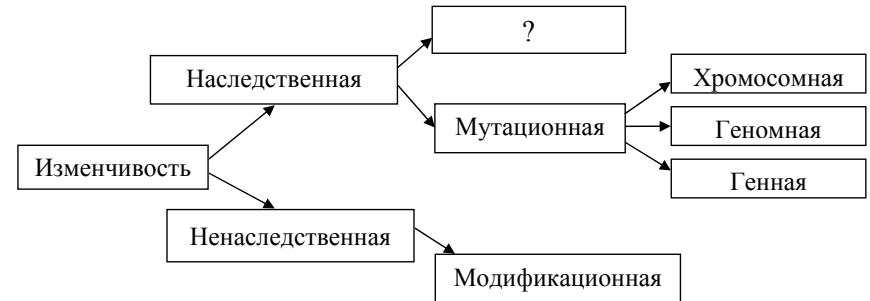 ?
Наследственная
Хромосомная
Мутационная
Геномная
Изменчивость
Генная
Ненаследственная
Модификационная